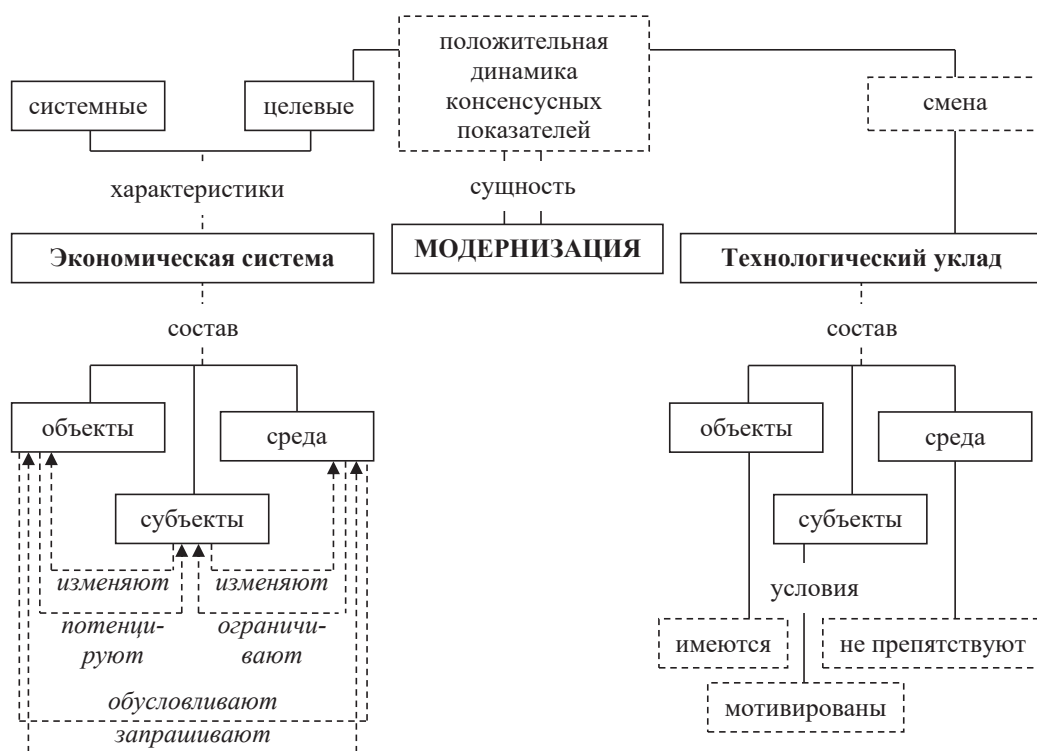 положительная
динамика
консенсусных
показателей
системные
целевые
смена
характеристики
сущность
Экономическая система
МОДЕРНИЗАЦИЯ
Технологический уклад
состав
состав
объекты
среда
объекты
среда
субъекты
субъекты
изменяют
изменяют
условия
потенци-
руют
ограничи-
вают
имеются
не препятствуют
обусловливают
мотивированы
запрашивают